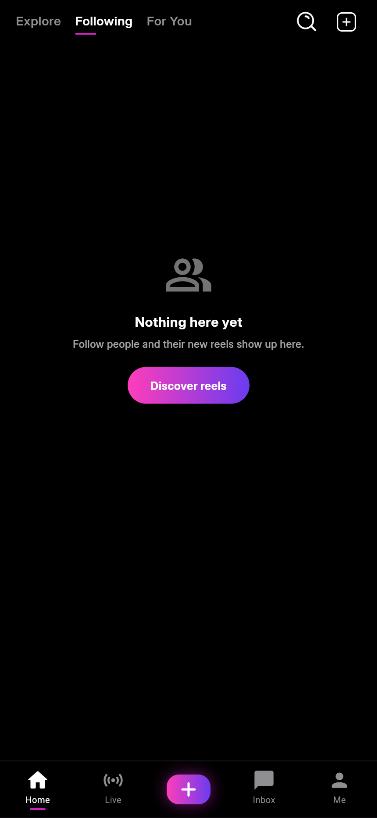 Explore Following For You
Nothing here yet
Follow people and their new reels show up here.
Discover reels
Home Live Inbox Me